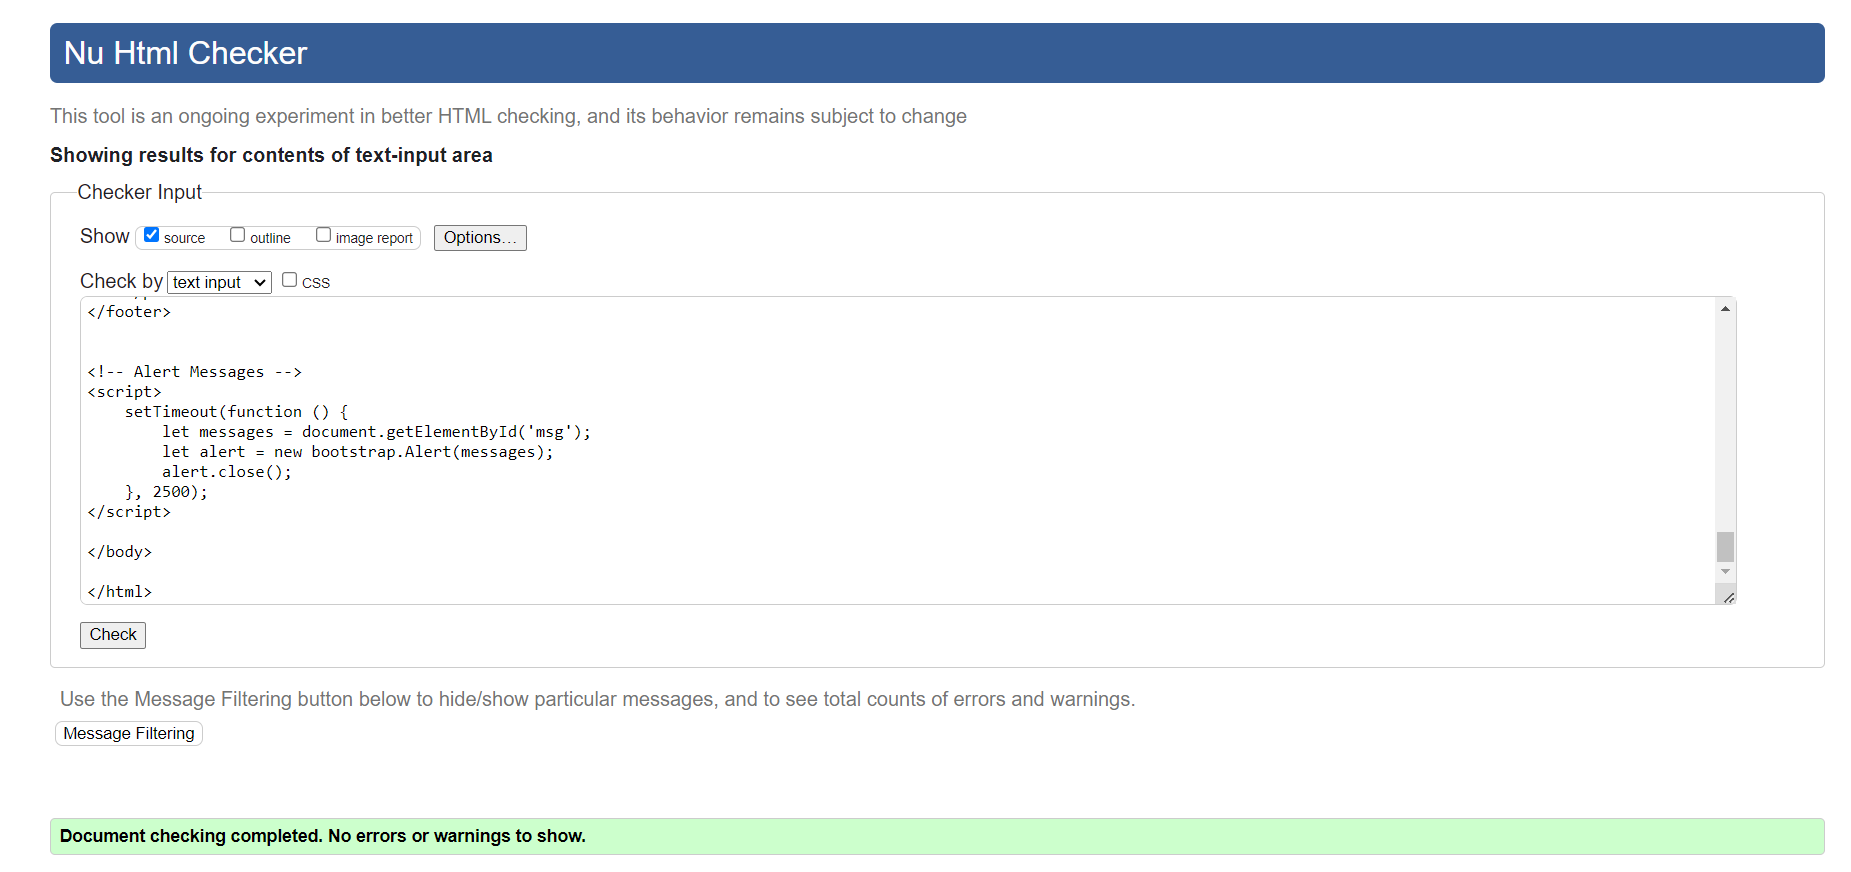 Nu Html Checker
This tool is an ongoing experiment in better HTML checking, and its behavior remains subject to change
Showing results for contents of text-input area
Checker Input
Show source outline image report Options...
Check by text input CSS
</footer>
<!-- Alert Messages -->
<script>
    setTimeout(function () {
        let messages = document.getElementById('msg');
        let alert = new bootstrap.Alert(messages);
        alert.close();
    }, 2500);
</script>
</body>
</html>
Check
Use the Message Filtering button below to hide/show particular messages, and to see total counts of errors and warnings.
Message Filtering
Document checking completed. No errors or warnings to show.